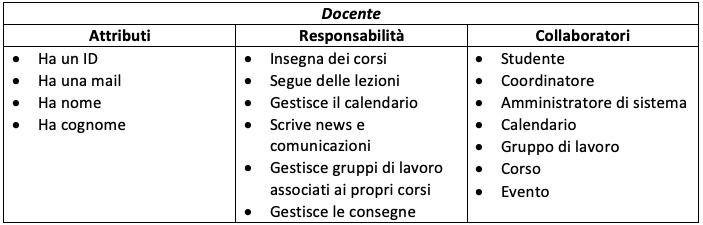 Docente
Attributi
Responsabilità
Collaboratori
• Ha un ID
• Ha una mail
• Ha nome
• Ha cognome
• Insegna dei corsi
• Segue delle lezioni
• Gestisce il calendario
• Scrive news e
comunicazioni
• Gestisce gruppi di lavoro
associati ai propri corsi
• Gestisce le consegne
• Studente
• Coordinatore
• Amministratore di sistema
• Calendario
• Gruppo di lavoro
• Corso
• Evento